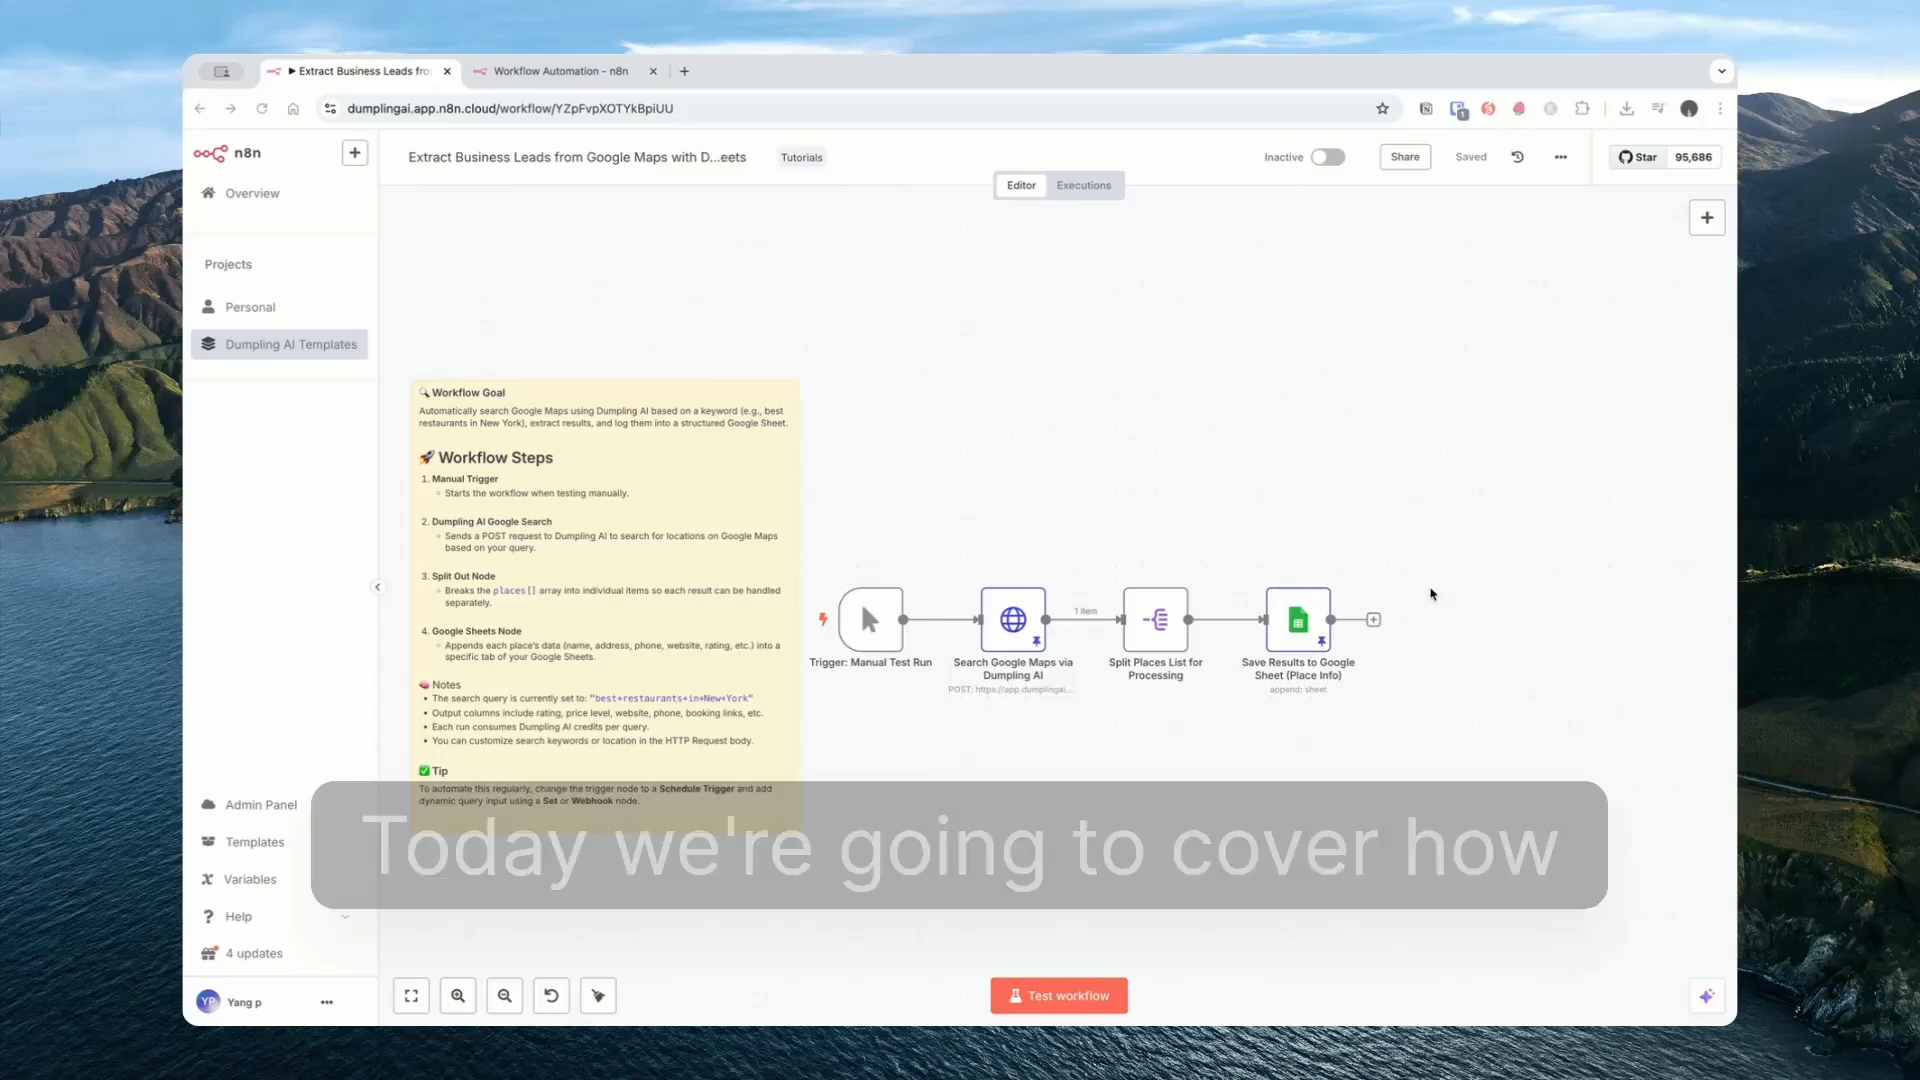 Extract Business Leads fro
Workflow Automation - n8n
dumplingai.app.n8n.cloud/workflow/YZpFvpXOTYkBpiUU
n8n
Overview
Projects
Personal
Dumpling AI Templates
Admin Panel
Templates
Variables
Help
4 updates
YP
Yang p
Extract Business Leads from Google Maps with D...eets
Tutorials
Inactive
Share
Saved
Star
95,686
Editor
Executions
🔍 Workflow Goal
Automatically search Google Maps using Dumpling AI based on a keyword (e.g., best
restaurants in New York), extract results, and log them into a structured Google Sheet.
🚀 Workflow Steps
1. Manual Trigger
Starts the workflow when testing manually.
2. Dumpling AI Google Search
Sends a POST request to Dumpling AI to search for locations on Google Maps
based on your query.
3. Split Out Node
Breaks the places[] array into individual items so each result can be handled
separately.
4. Google Sheets Node
Appends each place's data (name, address, phone, website, rating, etc.) into a
specific tab of your Google Sheets.
🧠 Notes
• The search query is currently set to: "best+restaurants+in+New+York"
• Output columns include rating, price level, website, phone, booking links, etc.
• Each run consumes Dumpling AI credits per query.
• You can customize search keywords or location in the HTTP Request body.
✅ Tip
To automate this regularly, change the trigger node to a Schedule Trigger and add
dynamic query input using a Set or Webhook node.
Trigger: Manual Test Run
Search Google Maps via
Dumpling AI
POST: https://app.dumplingai....
1 item
Split Places List for
Processing
Save Results to Google
Sheet (Place Info)
append: sheet
Today we're going to cover how
Test workflow